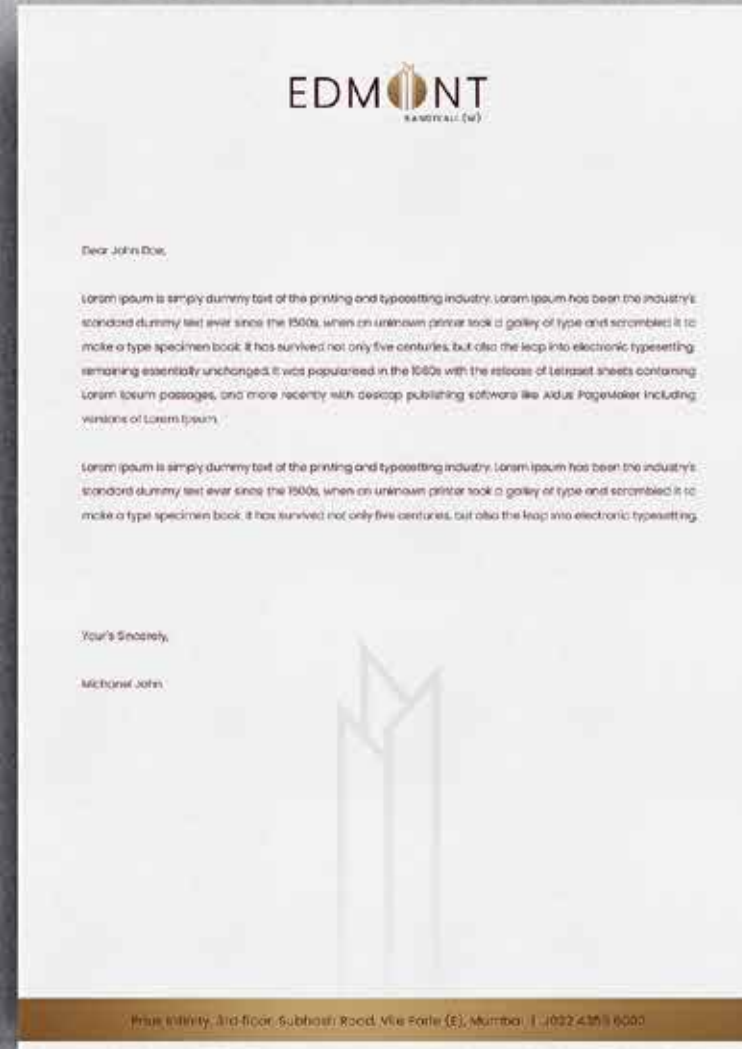 EDMONT
KANDIVALI (W)
Dear John Doe,
Lorem Ipsum is simply dummy text of the printing and typesetting industry. Lorem Ipsum has been the industry's
standard dummy text ever since the 1500s, when an unknown printer took a galley of type and scrambled it to
make a type specimen book. It has survived not only five centuries, but also the leap into electronic typesetting,
remaining essentially unchanged. It was popularised in the 1960s with the release of Letraset sheets containing
Lorem Ipsum passages, and more recently with desktop publishing software like Aldus PageMaker including
versions of Lorem Ipsum.
Lorem Ipsum is simply dummy text of the printing and typesetting industry. Lorem Ipsum has been the industry's
standard dummy text ever since the 1500s, when an unknown printer took a galley of type and scrambled it to
make a type specimen book. It has survived not only five centuries, but also the leap into electronic typesetting,
Your's Sincerely,
Michanel John
Prius Infinity, 3rd floor, Subhash Road, Vile Parle (E), Mumbai | 022 4353 6000